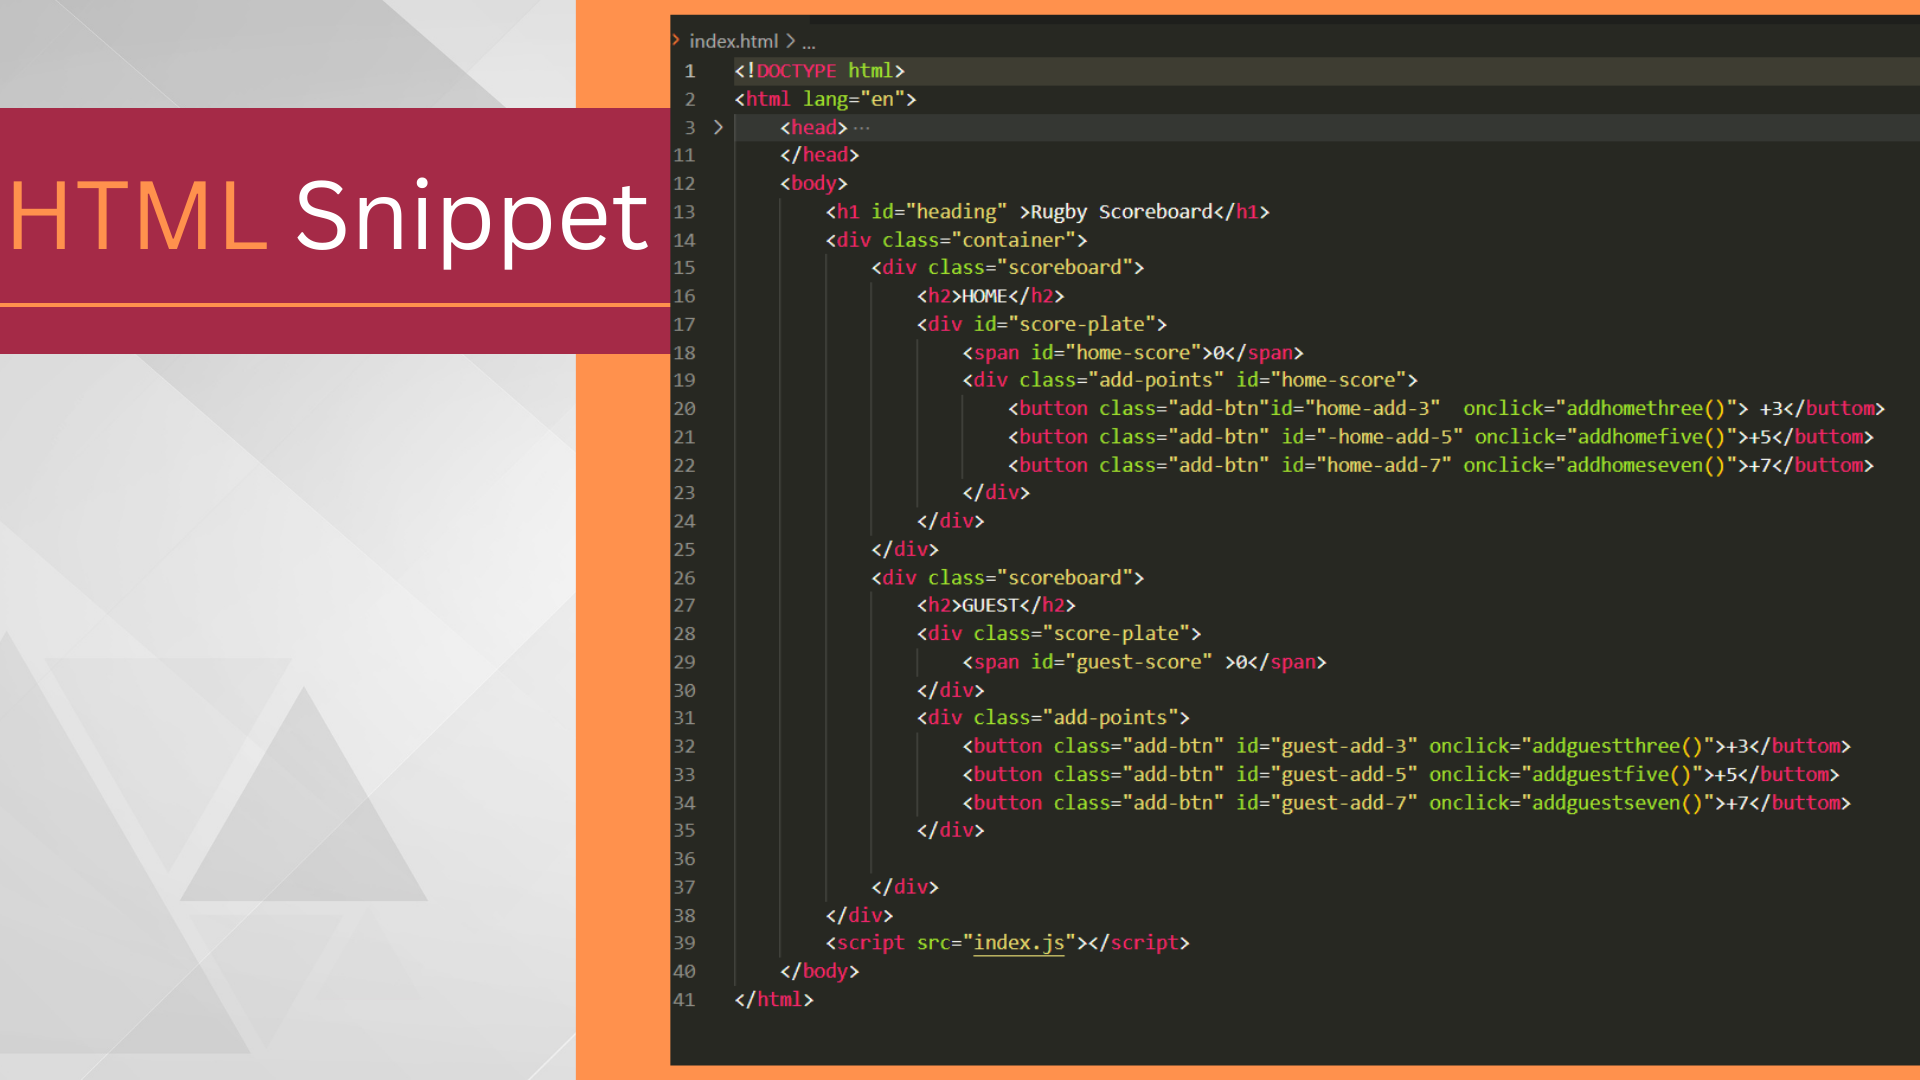 HTML Snippet
index.html > ...
1 <!DOCTYPE html>
2 <html lang="en">
3 > <head> ...
11 </head>
12 <body>
13 <h1 id="heading" >Rugby Scoreboard</h1>
14 <div class="container">
15 <div class="scoreboard">
16 <h2>HOME</h2>
17 <div id="score-plate">
18 <span id="home-score">0</span>
19 <div class="add-points" id="home-score">
20 <button class="add-btn"id="home-add-3"  onclick="addhomethree()"> +3</buttom>
21 <button class="add-btn" id="-home-add-5" onclick="addhomefive()">+5</buttom>
22 <button class="add-btn" id="home-add-7" onclick="addhomeseven()">+7</buttom>
23 </div>
24 </div>
25 </div>
26 <div class="scoreboard">
27 <h2>GUEST</h2>
28 <div class="score-plate">
29 <span id="guest-score" >0</span>
30 </div>
31 <div class="add-points">
32 <button class="add-btn" id="guest-add-3" onclick="addguestthree()">+3</buttom>
33 <button class="add-btn" id="guest-add-5" onclick="addguestfive()">+5</buttom>
34 <button class="add-btn" id="guest-add-7" onclick="addguestseven()">+7</buttom>
35 </div>
36
37 </div>
38 </div>
39 <script src="index.js"></script>
40 </body>
41 </html>